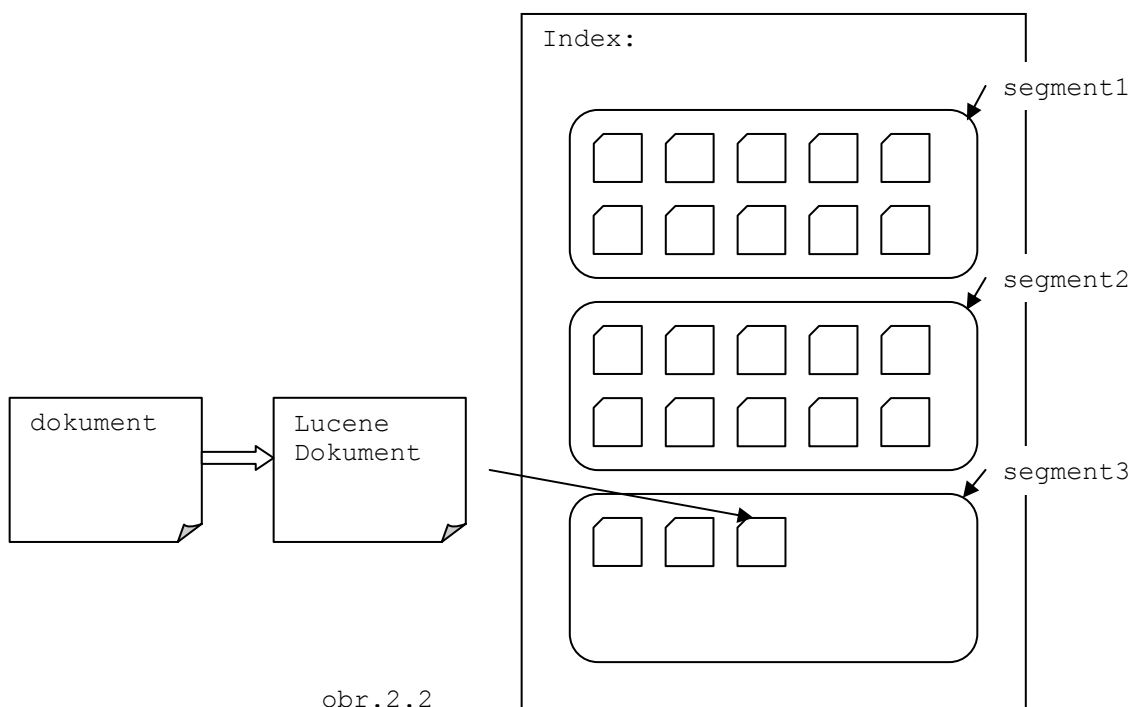 Index:
segment1
segment2
dokument
Lucene
Dokument
segment3
obr.2.2